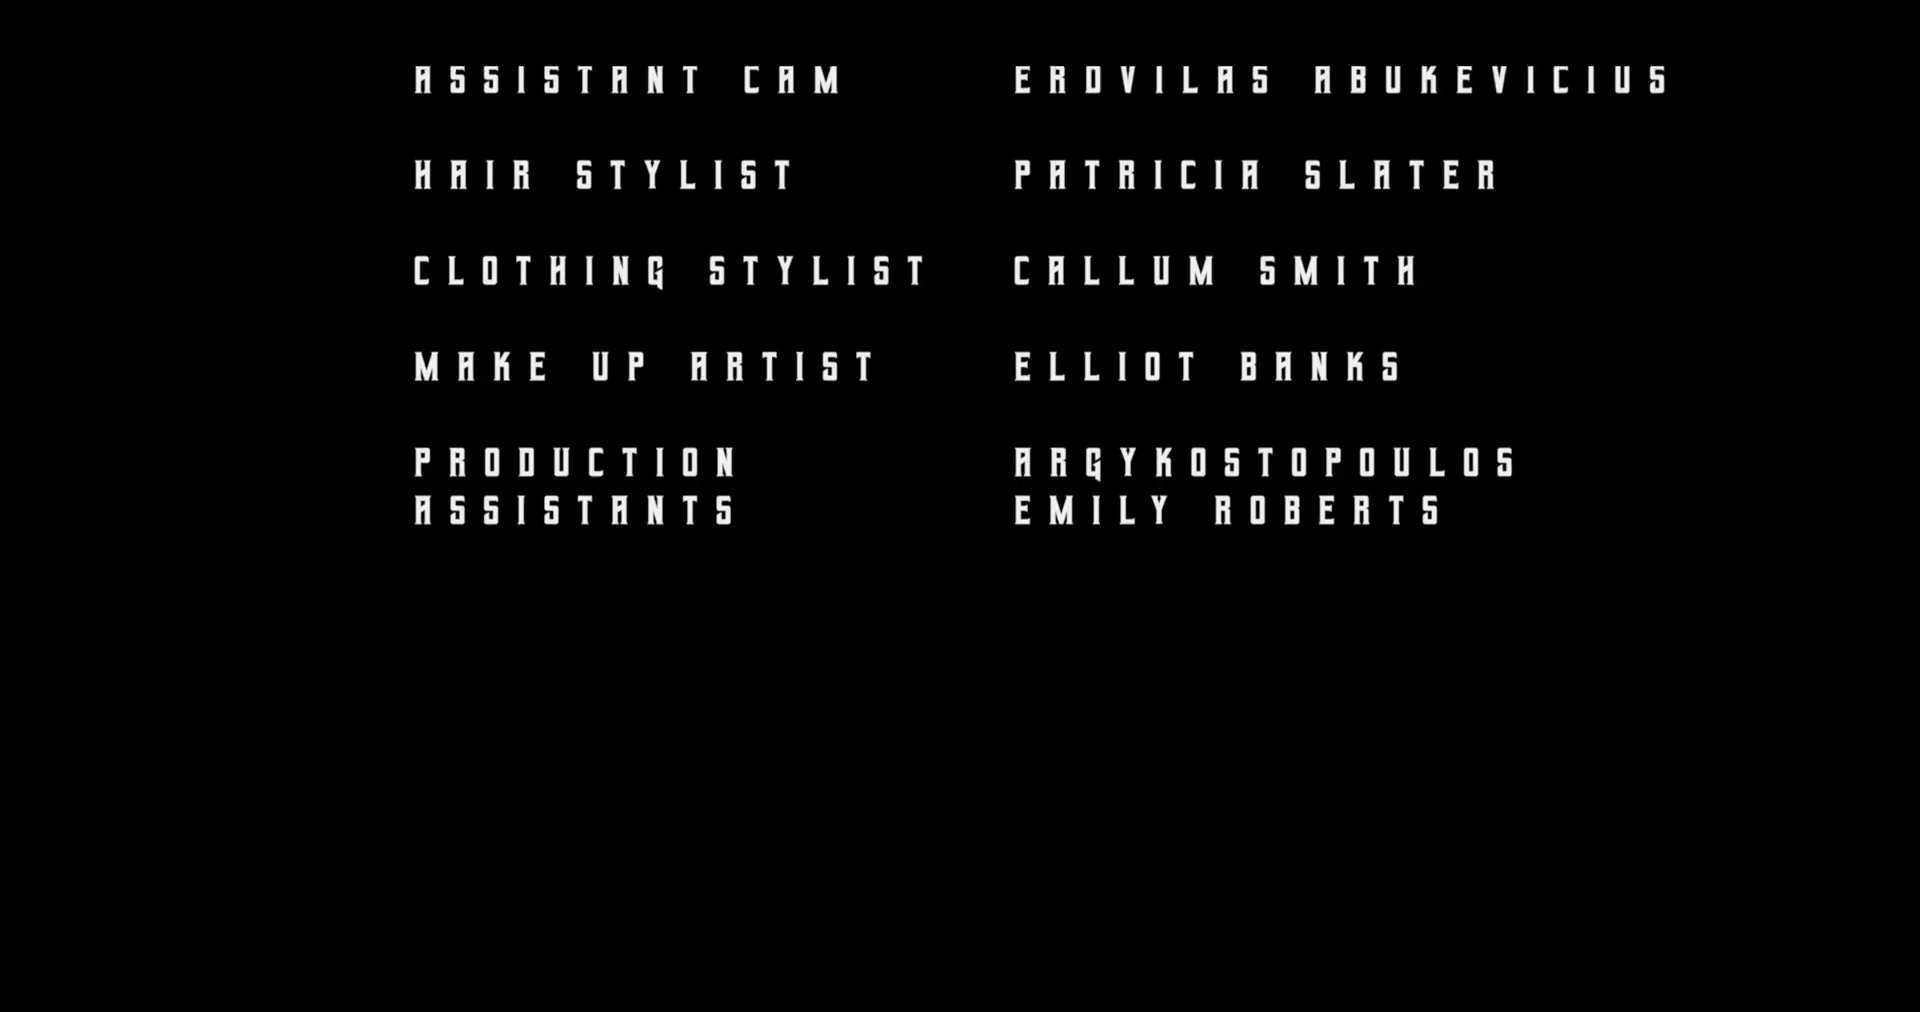 ASSISTANT CAM ERDVILAS ABUKEVICIUS
HAIR STYLIST PATRICIA SLATER
CLOTHING STYLIST CALLUM SMITH
MAKE UP ARTIST ELLIOT BANKS
PRODUCTION ARGYKOSTOPOULOS
ASSISTANTS EMILY ROBERTS